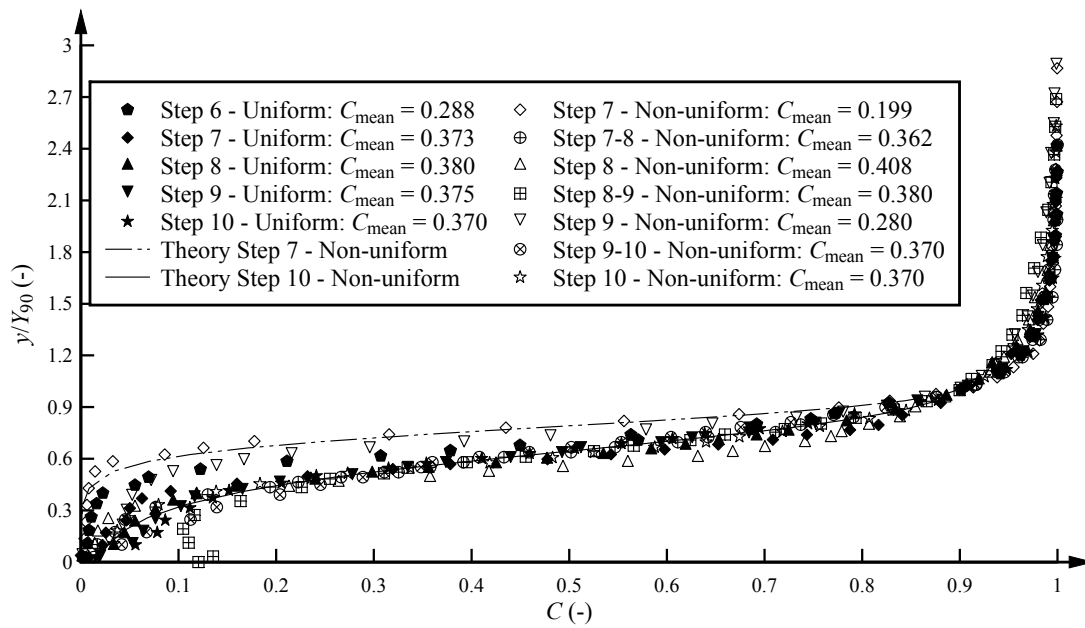 3
2.7
2.4
2.1
1.8
1.5
1.2
0.9
0.6
0.3
0
y/Y90 (-)
Step 6 - Uniform: Cmean = 0.288
Step 7 - Uniform: Cmean = 0.373
Step 8 - Uniform: Cmean = 0.380
Step 9 - Uniform: Cmean = 0.375
Step 10 - Uniform: Cmean = 0.370
Theory Step 7 - Non-uniform
Theory Step 10 - Non-uniform
Step 7 - Non-uniform: Cmean = 0.199
Step 7-8 - Non-uniform: Cmean = 0.362
Step 8 - Non-uniform: Cmean = 0.408
Step 8-9 - Non-uniform: Cmean = 0.380
Step 9 - Non-uniform: Cmean = 0.280
Step 9-10 - Non-uniform: Cmean = 0.370
Step 10 - Non-uniform: Cmean = 0.370
0 0.1 0.2 0.3 0.4 0.5 0.6 0.7 0.8 0.9 1
C (-)